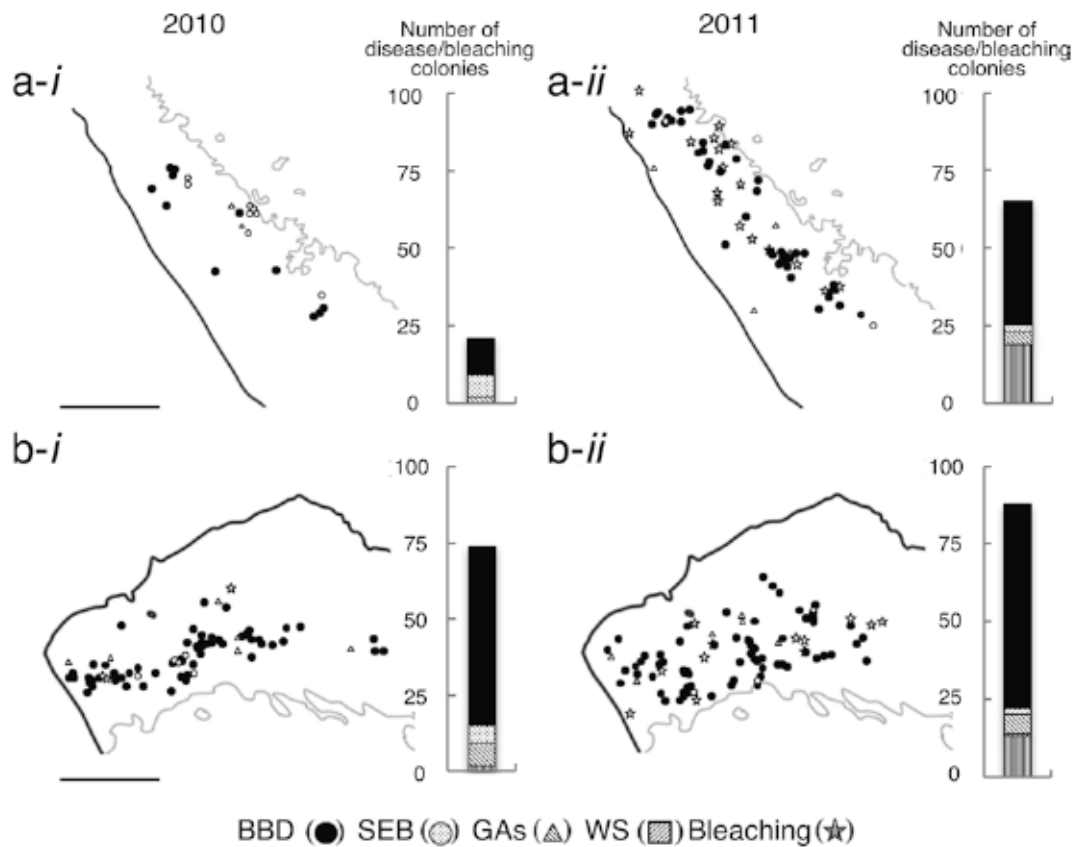 2010
2011
Number of
disease/bleaching
colonies
Number of
disease/bleaching
colonies
a-i
a-ii
100
75
50
25
0
100
75
50
25
0
b-i
b-ii
100
75
50
25
0
100
75
50
25
0
BBD (●) SEB (○) GAs (△) WS (□) Bleaching (☆)